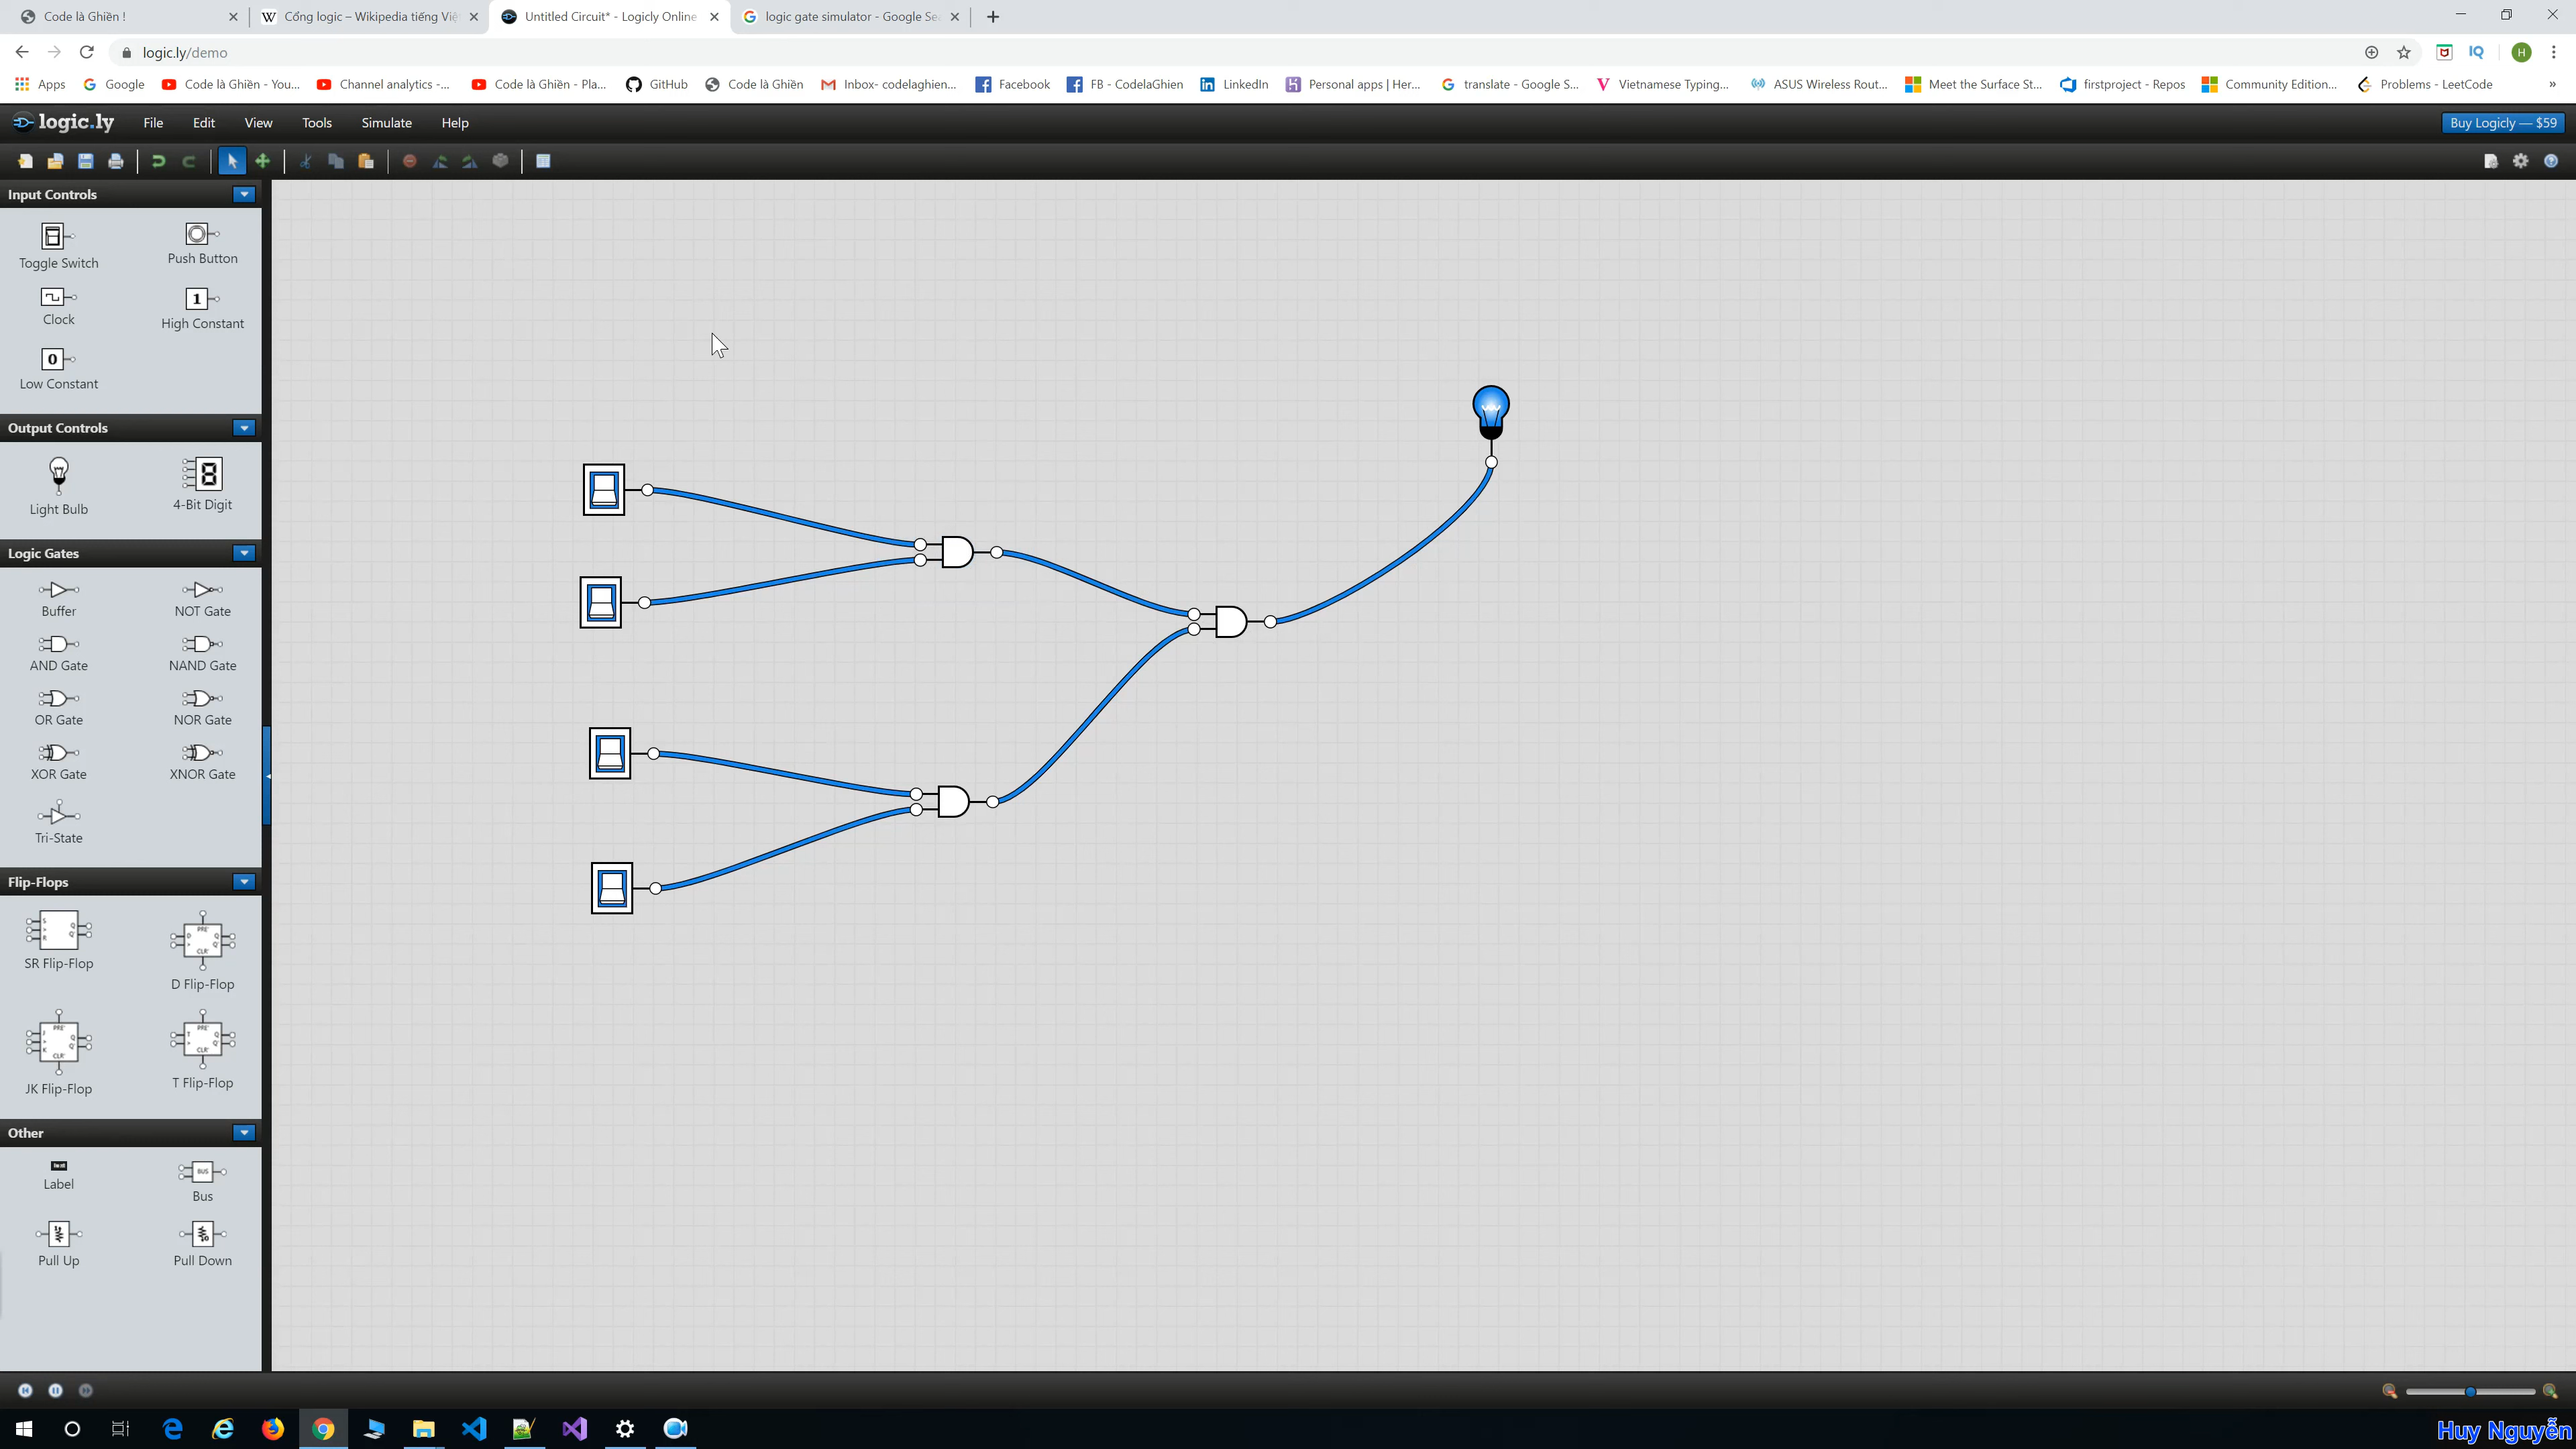 Code là Ghiền !
Cổng logic – Wikipedia tiếng Việ
Untitled Circuit* - Logicly Online
logic gate simulator - Google Sea
logic.ly/demo
Apps
Google
Code là Ghiền - You...
Channel analytics -...
Code là Ghiền - Pla...
GitHub
Code là Ghiền
Inbox- codelaghien...
Facebook
FB - CodelaGhien
LinkedIn
Personal apps | Her...
translate - Google S...
Vietnamese Typing...
ASUS Wireless Rout...
Meet the Surface St...
firstproject - Repos
Community Edition...
Problems - LeetCode
logic.ly
File
Edit
View
Tools
Simulate
Help
Buy Logicly — $59
Input Controls
Toggle Switch
Push Button
Clock
1
High Constant
0
Low Constant
Output Controls
Light Bulb
4-Bit Digit
Logic Gates
Buffer
NOT Gate
AND Gate
NAND Gate
OR Gate
NOR Gate
XOR Gate
XNOR Gate
Tri-State
Flip-Flops
SR Flip-Flop
D Flip-Flop
JK Flip-Flop
T Flip-Flop
Other
Label
BUS
Bus
Pull Up
Pull Down
Huy Nguyễn